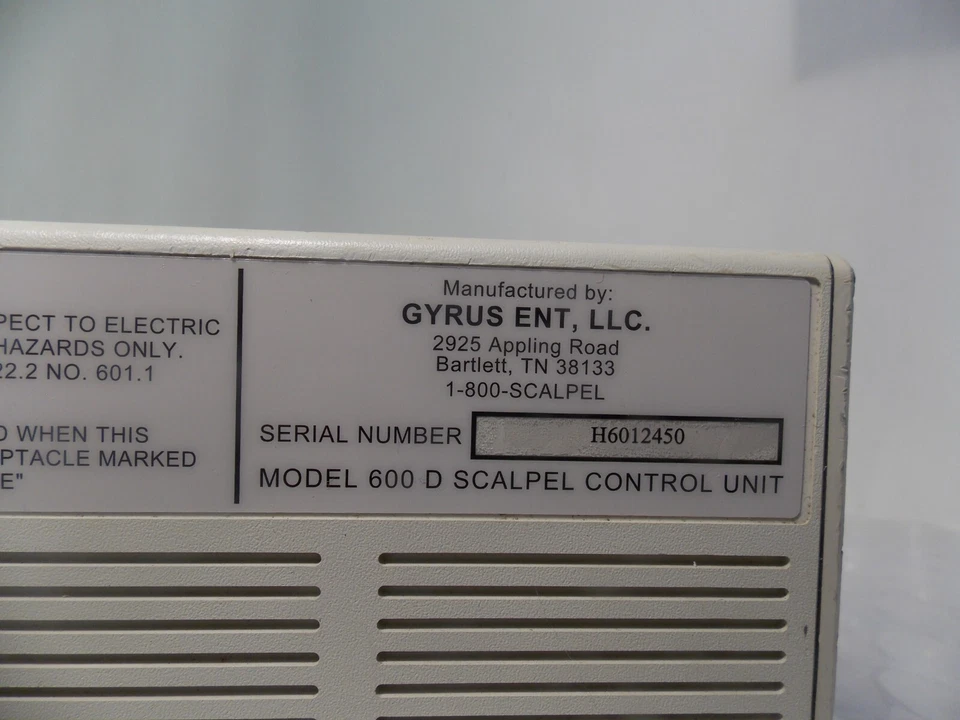 PECT TO ELECTRIC
HAZARDS ONLY.
22.2 NO. 601.1
D WHEN THIS
PTACLE MARKED
E"
Manufactured by:
GYRUS ENT, LLC.
2925 Appling Road
Bartlett, TN 38133
1-800-SCALPEL
SERIAL NUMBER H6012450
MODEL 600 D SCALPEL CONTROL UNIT